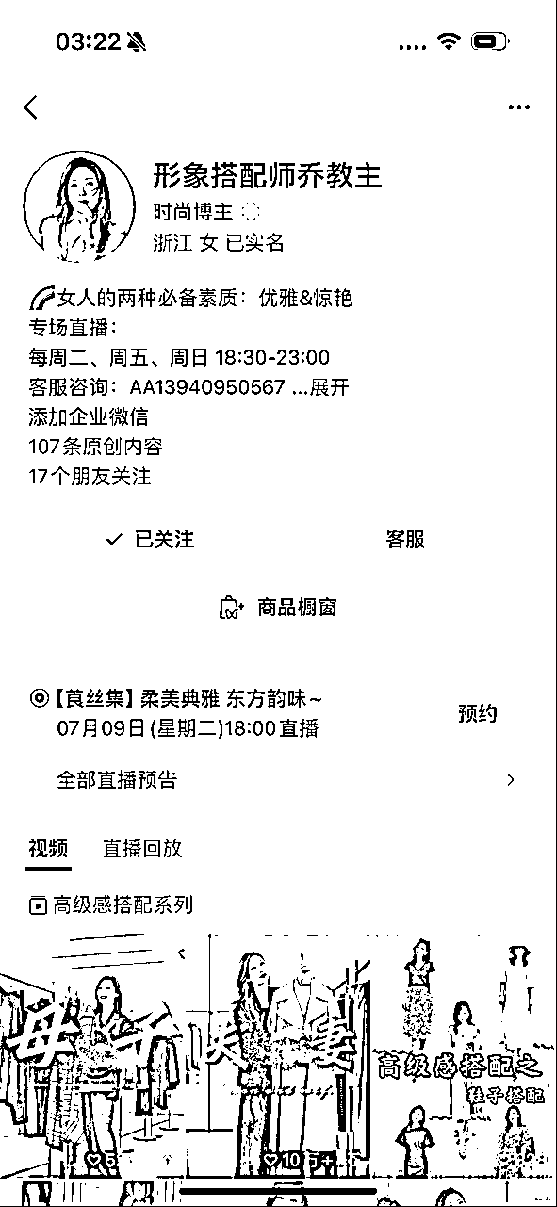 03:22
形象搭配师乔教主
时尚博主
浙江 女 已实名
女人的两种必备素质：优雅&惊艳
专场直播：
每周二、周五、周日 18:30-23:00
客服咨询：AA13940950567 ...展开
添加企业微信
107条原创内容
17个朋友关注
已关注
客服
商品橱窗
【莨丝集】柔美典雅 东方韵味~
07月09日(星期二)18:00直播
预约
全部直播预告
视频 直播回放
高级感搭配系列
高级感搭配之
鞋子搭配